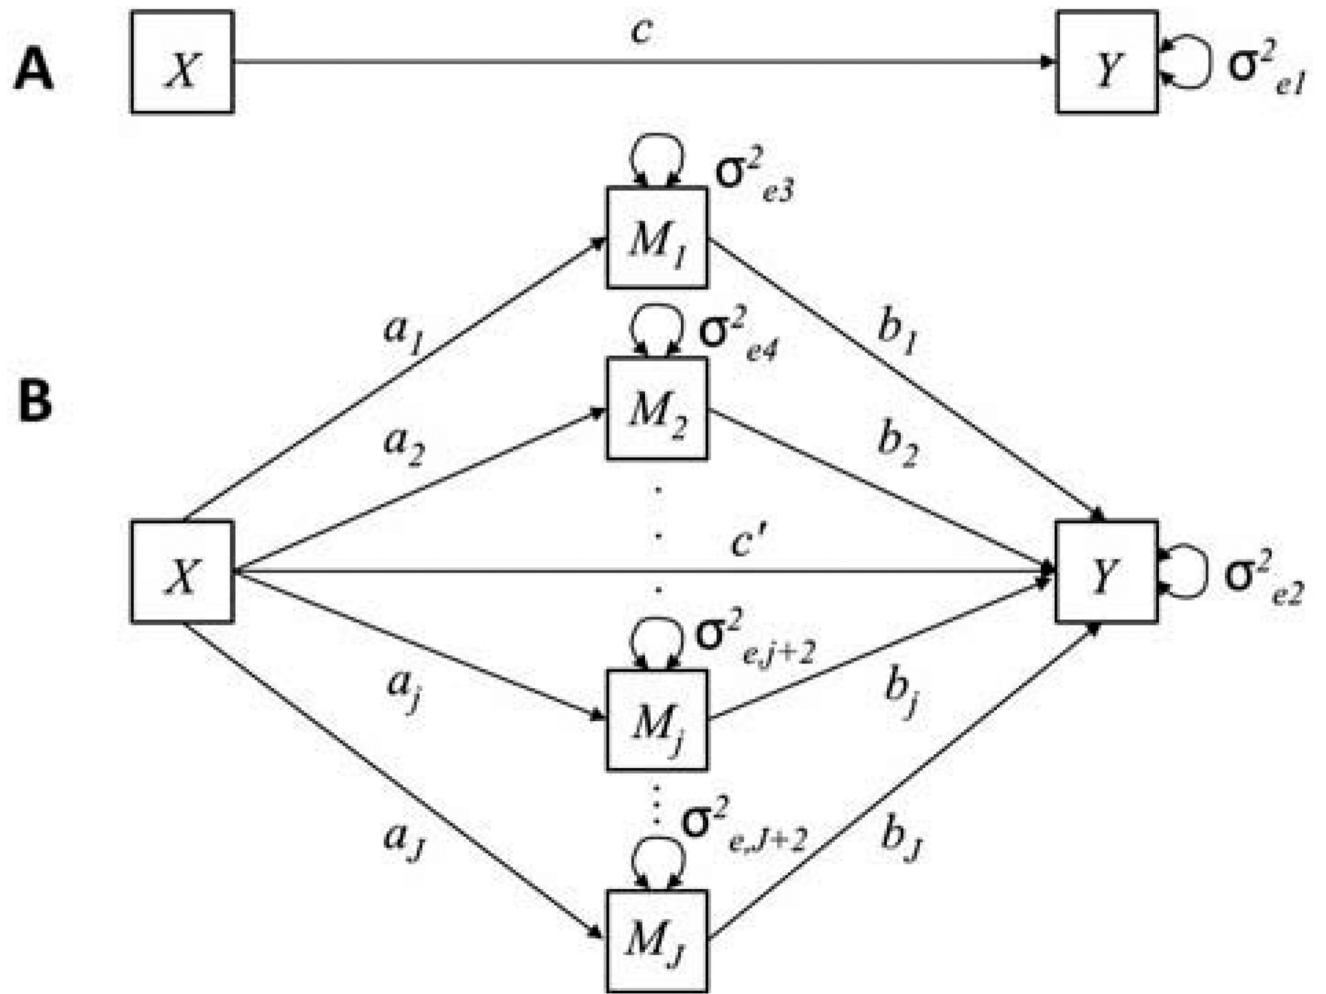 A
X
c
Y
σ²e1
σ²e3
M1
a1
b1
σ²e4
B
M2
a2
b2
X
c'
Y
σ²e2
σ²e,j+2
aj
bj
Mj
σ²e,J+2
aJ
bJ
MJ